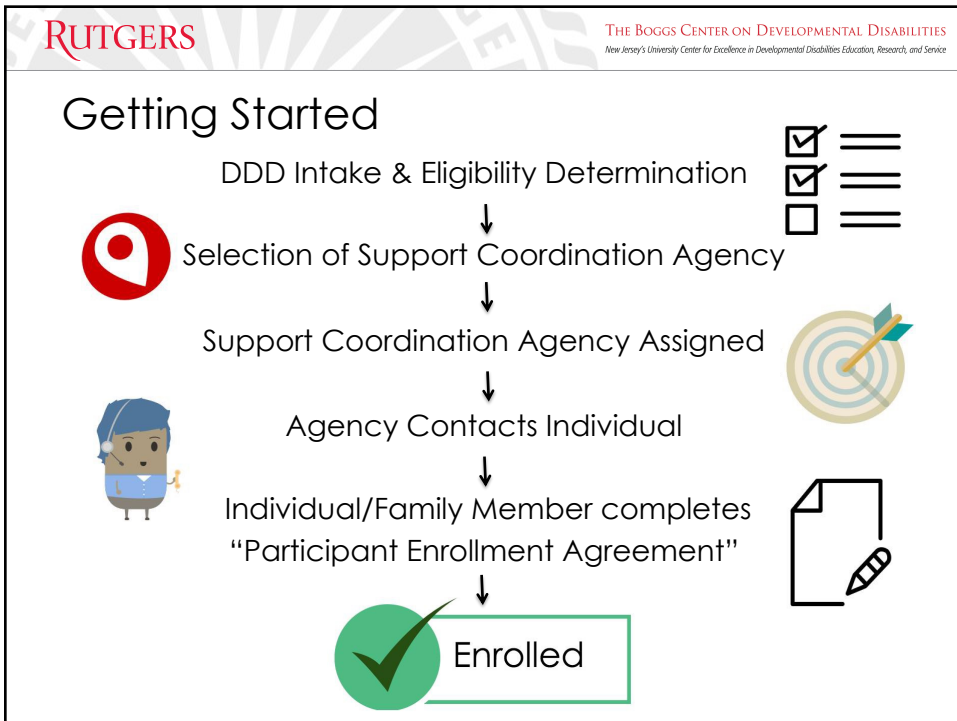 RUTGERS
THE BOGGS CENTER ON DEVELOPMENTAL DISABILITIES
New Jersey's University Center for Excellence in Developmental Disabilities Education, Research, and Service
Getting Started
DDD Intake & Eligibility Determination
Selection of Support Coordination Agency
Support Coordination Agency Assigned
Agency Contacts Individual
Individual/Family Member completes
“Participant Enrollment Agreement”
Enrolled